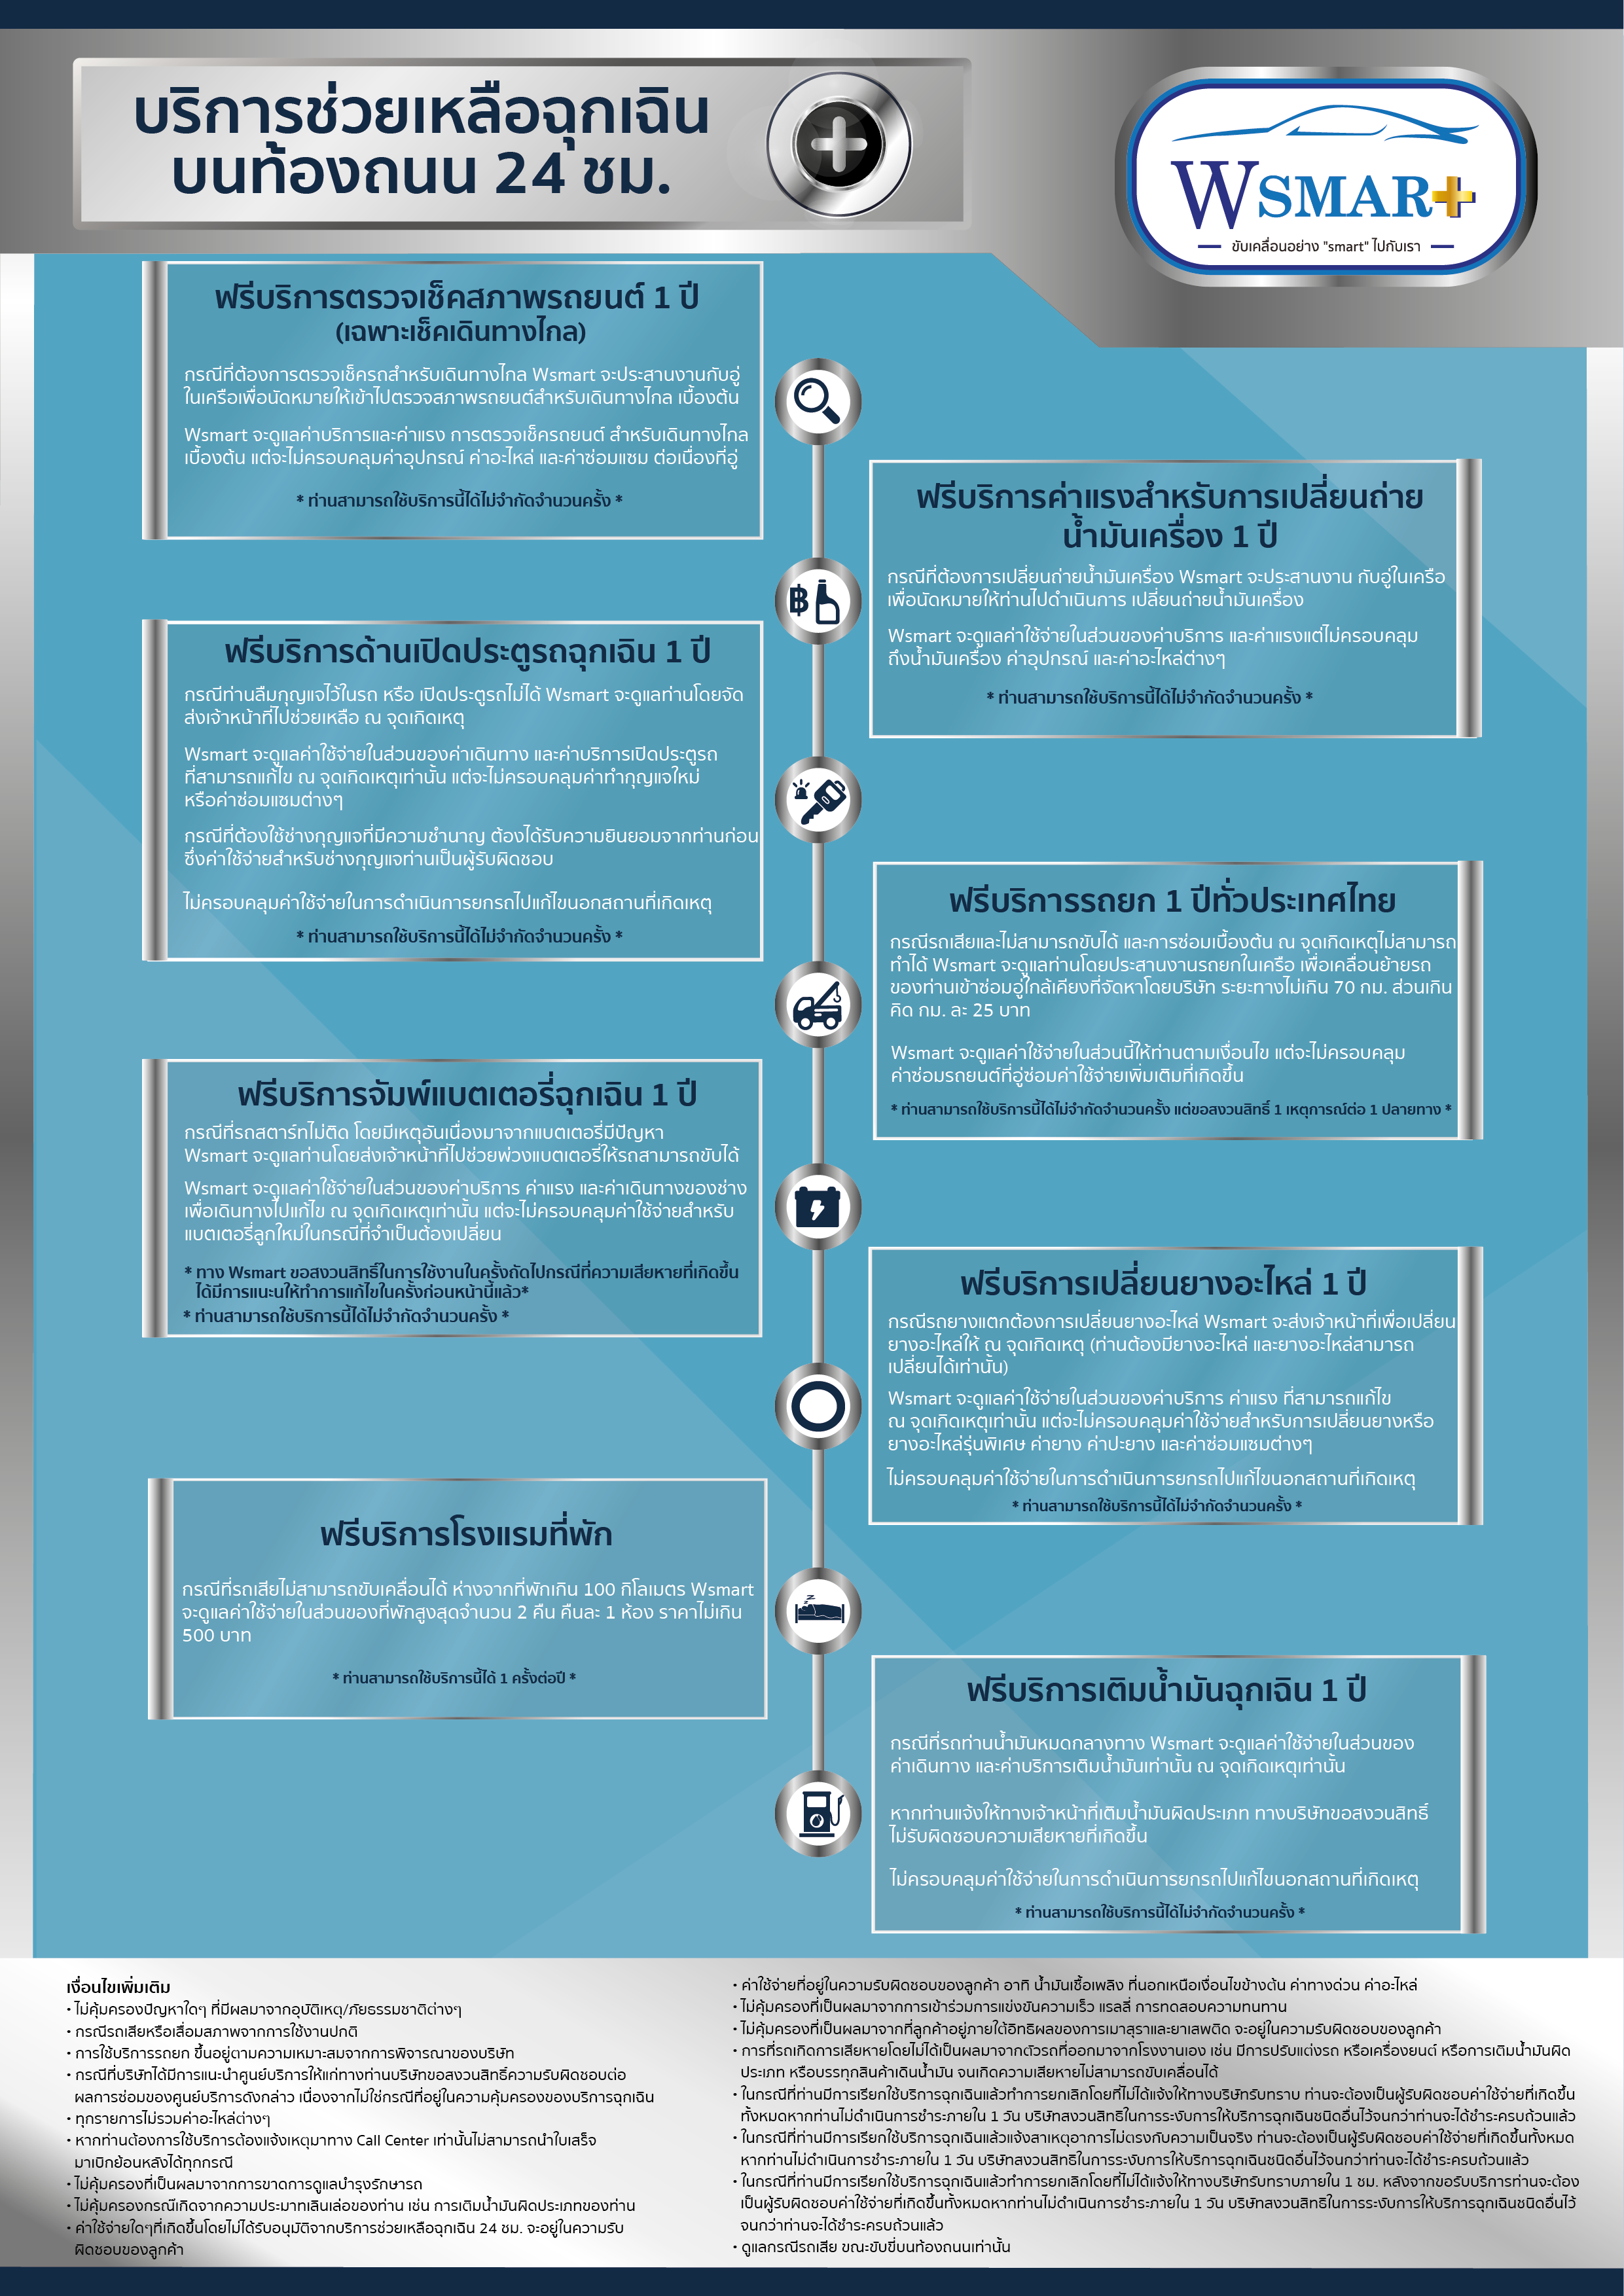 บริการช่วยเหลือฉุกเฉิน
บนท้องถนน 24 ชม.
WSMAR+
ขับเคลื่อนอย่าง "smart" ไปกับเรา
ฟรีบริการตรวจเช็คสภาพรถยนต์ 1 ปี
(เฉพาะเช็คเดินทางไกล)
กรณีที่ต้องการตรวจเช็ครถสำหรับเดินทางไกล Wsmart จะประสานงานกับอู่
ในเครือเพื่อนัดหมายให้เข้าไปตรวจสภาพรถยนต์สำหรับเดินทางไกล เบื้องต้น
Wsmart จะดูแลค่าบริการและค่าแรง การตรวจเช็ครถยนต์ สำหรับเดินทางไกล
เบื้องต้น แต่จะไม่ครอบคลุมค่าอุปกรณ์ ค่าอะไหล่ และค่าซ่อมแซม ต่อเนื่องที่อู่
* ท่านสามารถใช้บริการนี้ได้ไม่จำกัดจำนวนครั้ง *
ฟรีบริการค่าแรงสำหรับการเปลี่ยนถ่าย
น้ำมันเครื่อง 1 ปี
กรณีที่ต้องการเปลี่ยนถ่ายน้ำมันเครื่อง Wsmart จะประสานงาน กับอู่ในเครือ
เพื่อนัดหมายให้ท่านไปดำเนินการ เปลี่ยนถ่ายน้ำมันเครื่อง
Wsmart จะดูแลค่าใช้จ่ายในส่วนของค่าบริการ และค่าแรงแต่ไม่ครอบคลุม
ถึงน้ำมันเครื่อง ค่าอุปกรณ์ และค่าอะไหล่ต่างๆ
* ท่านสามารถใช้บริการนี้ได้ไม่จำกัดจำนวนครั้ง *
฿
ฟรีบริการด้านเปิดประตูรถฉุกเฉิน 1 ปี
กรณีท่านลืมกุญแจไว้ในรถ หรือ เปิดประตูรถไม่ได้ Wsmart จะดูแลท่านโดยจัด
ส่งเจ้าหน้าที่ไปช่วยเหลือ ณ จุดเกิดเหตุ
Wsmart จะดูแลค่าใช้จ่ายในส่วนของค่าเดินทาง และค่าบริการเปิดประตูรถ
ที่สามารถแก้ไข ณ จุดเกิดเหตุเท่านั้น แต่จะไม่ครอบคลุมค่าทำกุญแจใหม่
หรือค่าซ่อมแซมต่างๆ
กรณีที่ต้องใช้ช่างกุญแจที่มีความชำนาญ ต้องได้รับความยินยอมจากท่านก่อน
ซึ่งค่าใช้จ่ายสำหรับช่างกุญแจท่านเป็นผู้รับผิดชอบ
ไม่ครอบคลุมค่าใช้จ่ายในการดำเนินการยกรถไปแก้ไขนอกสถานที่เกิดเหตุ
* ท่านสามารถใช้บริการนี้ได้ไม่จำกัดจำนวนครั้ง *
ฟรีบริการรถยก 1 ปีทั่วประเทศไทย
กรณีรถเสียและไม่สามารถขับได้ และการซ่อมเบื้องต้น ณ จุดเกิดเหตุไม่สามารถ
ทำได้ Wsmart จะดูแลท่านโดยประสานงานรถยกในเครือ เพื่อเคลื่อนย้ายรถ
ของท่านเข้าซ่อมอู่ใกล้เคียงที่จัดหาโดยบริษัท ระยะทางไม่เกิน 70 กม. ส่วนเกิน
คิด กม. ละ 25 บาท
Wsmart จะดูแลค่าใช้จ่ายในส่วนนี้ให้ท่านตามเงื่อนไข แต่จะไม่ครอบคลุม
ค่าซ่อมรถยนต์ที่อู่ซ่อมค่าใช้จ่ายเพิ่มเติมที่เกิดขึ้น
* ท่านสามารถใช้บริการนี้ได้ไม่จำกัดจำนวนครั้ง แต่ขอสงวนสิทธิ์ 1 เหตุการณ์ต่อ 1 ปลายทาง *
ฟรีบริการจัมพ์แบตเตอรี่ฉุกเฉิน 1 ปี
กรณีที่รถสตาร์ทไม่ติด โดยมีเหตุอันเนื่องมาจากแบตเตอรี่มีปัญหา
Wsmart จะดูแลท่านโดยส่งเจ้าหน้าที่ไปช่วยพ่วงแบตเตอรี่ให้รถสามารถขับได้
Wsmart จะดูแลค่าใช้จ่ายในส่วนของค่าบริการ ค่าแรง และค่าเดินทางของช่าง
เพื่อเดินทางไปแก้ไข ณ จุดเกิดเหตุเท่านั้น แต่จะไม่ครอบคลุมค่าใช้จ่ายสำหรับ
แบตเตอรี่ลูกใหม่ในกรณีที่จำเป็นต้องเปลี่ยน
* ทาง Wsmart ขอสงวนสิทธิ์ในการใช้งานในครั้งถัดไปกรณีที่ความเสียหายที่เกิดขึ้น
ได้มีการแนะนำให้ทำการแก้ไขในครั้งก่อนหน้านี้แล้ว*
* ท่านสามารถใช้บริการนี้ได้ไม่จำกัดจำนวนครั้ง *
ฟรีบริการเปลี่ยนยางอะไหล่ 1 ปี
กรณีรถยางแตกต้องการเปลี่ยนยางอะไหล่ Wsmart จะส่งเจ้าหน้าที่เพื่อเปลี่ยน
ยางอะไหล่ให้ ณ จุดเกิดเหตุ (ท่านต้องมียางอะไหล่ และยางอะไหล่สามารถ
เปลี่ยนได้เท่านั้น)
Wsmart จะดูแลค่าใช้จ่ายในส่วนของค่าบริการ ค่าแรง ที่สามารถแก้ไข
ณ จุดเกิดเหตุเท่านั้น แต่จะไม่ครอบคลุมค่าใช้จ่ายสำหรับการเปลี่ยนยางหรือ
ยางอะไหล่รุ่นพิเศษ ค่ายาง ค่าปะยาง และค่าซ่อมแซมต่างๆ
ไม่ครอบคลุมค่าใช้จ่ายในการดำเนินการยกรถไปแก้ไขนอกสถานที่เกิดเหตุ
* ท่านสามารถใช้บริการนี้ได้ไม่จำกัดจำนวนครั้ง *
ฟรีบริการโรงแรมที่พัก
กรณีที่รถเสียไม่สามารถขับเคลื่อนได้ ห่างจากที่พักเกิน 100 กิโลเมตร Wsmart
จะดูแลค่าใช้จ่ายในส่วนของที่พักสูงสุดจำนวน 2 คืน คืนละ 1 ห้อง ราคาไม่เกิน
500 บาท
* ท่านสามารถใช้บริการนี้ได้ 1 ครั้งต่อปี *
ฟรีบริการเติมน้ำมันฉุกเฉิน 1 ปี
กรณีที่รถท่านน้ำมันหมดกลางทาง Wsmart จะดูแลค่าใช้จ่ายในส่วนของ
ค่าเดินทาง และค่าบริการเติมน้ำมันเท่านั้น ณ จุดเกิดเหตุเท่านั้น
หากท่านแจ้งให้ทางเจ้าหน้าที่เติมน้ำมันผิดประเภท ทางบริษัทขอสงวนสิทธิ์
ไม่รับผิดชอบความเสียหายที่เกิดขึ้น
ไม่ครอบคลุมค่าใช้จ่ายในการดำเนินการยกรถไปแก้ไขนอกสถานที่เกิดเหตุ
* ท่านสามารถใช้บริการนี้ได้ไม่จำกัดจำนวนครั้ง *
เงื่อนไขเพิ่มเติม
• ไม่คุ้มครองปัญหาใดๆ ที่มีผลมาจากอุบัติเหตุ/ภัยธรรมชาติต่างๆ
• กรณีรถเสียหรือเสื่อมสภาพจากการใช้งานปกติ
• การใช้บริการรถยก ขึ้นอยู่ตามความเหมาะสมจากการพิจารณาของบริษัท
• กรณีที่บริษัทได้มีการแนะนำศูนย์บริการให้แก่ทางท่านบริษัทขอสงวนสิทธิ์ความรับผิดชอบต่อ
ผลการซ่อมของศูนย์บริการดังกล่าว เนื่องจากไม่ใช่กรณีที่อยู่ในความคุ้มครองของบริการฉุกเฉิน
• ทุกรายการไม่รวมค่าอะไหล่ต่างๆ
• หากท่านต้องการใช้บริการต้องแจ้งเหตุมาทาง Call Center เท่านั้นไม่สามารถนำใบเสร็จ
มาเบิกย้อนหลังได้ทุกกรณี
• ไม่คุ้มครองที่เป็นผลมาจากการขาดการดูแลบำรุงรักษารถ
• ไม่คุ้มครองกรณีเกิดจากความประมาทเลินเล่อของท่าน เช่น การเติมน้ำมันผิดประเภทของท่าน
• ค่าใช้จ่ายใดๆที่เกิดขึ้นโดยไม่ได้รับอนุมัติจากบริการช่วยเหลือฉุกเฉิน 24 ชม. จะอยู่ในความรับ
ผิดชอบของลูกค้า
• ค่าใช้จ่ายที่อยู่ในความรับผิดชอบของลูกค้า อาทิ น้ำมันเชื้อเพลิง ที่นอกเหนือเงื่อนไขข้างต้น ค่าทางด่วน ค่าอะไหล่
• ไม่คุ้มครองที่เป็นผลมาจากการเข้าร่วมการแข่งขันความเร็ว แรลลี่ การทดสอบความทนทาน
• ไม่คุ้มครองที่เป็นผลมาจากที่ลูกค้าอยู่ภายใต้อิทธิผลของการเมาสุราและยาเสพติด จะอยู่ในความรับผิดชอบของลูกค้า
• การที่รถเกิดการเสียหายโดยไม่ได้เป็นผลมาจากตัวรถที่ออกมาจากโรงงานเอง เช่น มีการปรับแต่งรถ หรือเครื่องยนต์ หรือการเติมน้ำมันผิด
ประเภท หรือบรรทุกสินค้าเดินน้ำมัน จนเกิดความเสียหายไม่สามารถขับเคลื่อนได้
• ในกรณีที่ท่านมีการเรียกใช้บริการฉุกเฉินแล้วทำการยกเลิกโดยที่ไม่ได้แจ้งให้ทางบริษัทรับทราบ ท่านจะต้องเป็นผู้รับผิดชอบค่าใช้จ่ายที่เกิดขึ้น
ทั้งหมดหากท่านไม่ดำเนินการชำระภายใน 1 วัน บริษัทสงวนสิทธิในการระงับการให้บริการฉุกเฉินชนิดอื่นไว้จนกว่าท่านจะได้ชำระครบถ้วนแล้ว
• ในกรณีที่ท่านมีการเรียกใช้บริการฉุกเฉินแล้วแจ้งสาเหตุอาการไม่ตรงกับความเป็นจริง ท่านจะต้องเป็นผู้รับผิดชอบค่าใช้จ่ายที่เกิดขึ้นทั้งหมด
หากท่านไม่ดำเนินการชำระภายใน 1 วัน บริษัทสงวนสิทธิในการระงับการให้บริการฉุกเฉินชนิดอื่นไว้จนกว่าท่านจะได้ชำระครบถ้วนแล้ว
• ในกรณีที่ท่านมีการเรียกใช้บริการฉุกเฉินแล้วทำการยกเลิกโดยที่ไม่ได้แจ้งให้ทางบริษัทรับทราบภายใน 1 ชม. หลังจากขอรับบริการท่านจะต้อง
เป็นผู้รับผิดชอบค่าใช้จ่ายที่เกิดขึ้นทั้งหมดหากท่านไม่ดำเนินการชำระภายใน 1 วัน บริษัทสงวนสิทธิในการระงับการให้บริการฉุกเฉินชนิดอื่นไว้
จนกว่าท่านจะได้ชำระครบถ้วนแล้ว
• ดูแลกรณีรถเสีย ขณะขับขี่บนท้องถนนเท่านั้น